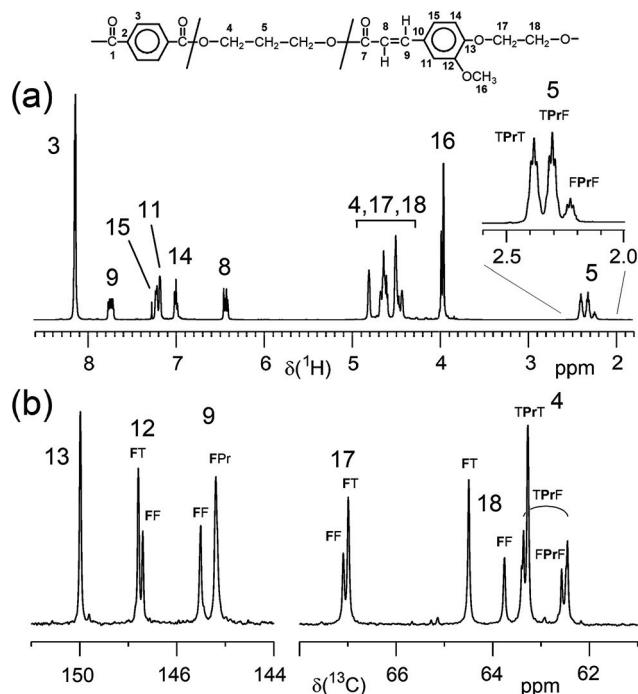 O 3 4 5 O H 15 14 17 18
C C O CH2 CH2 CH2 O C 8 C 10 O CH2 CH2 O
1 2 O 7 C 9 13
H 11 12
OCH3
16
(a)
3
16
5
TPrF
TPrT
FPrF
4,17,18
11
15
14
9
8
2.5 2.0
5
8 7 6 5 4 3 2
δ(¹H) ppm
(b)
13
12
FT
FF
9
FPr
FF
17
FT
FF
FT
18
FF
4
TPrT
TPrF
FPrF
150 148 146 144 66 64 62
δ(¹³C) ppm